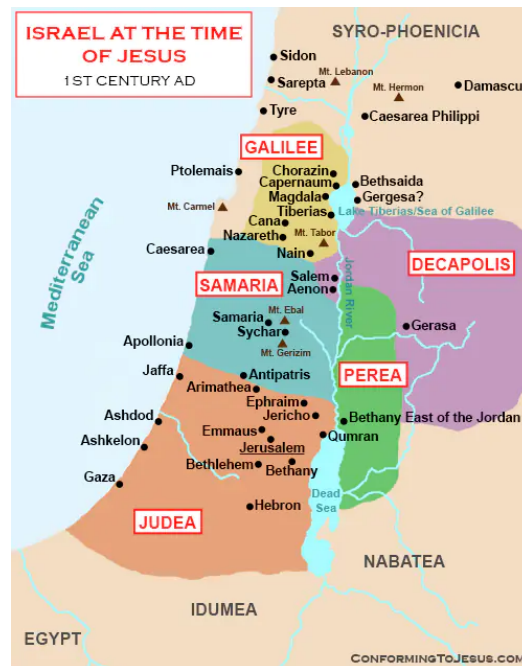 ISRAEL AT THE TIME
OF JESUS
1ST CENTURY AD
SYRO-PHOENICIA
Sidon
Mt. Lebanon
Sarepta
Mt. Hermon
Damascu
Tyre
Caesarea Philippi
GALILEE
Ptolemais
Chorazin
Capernaum
Bethsaida
Magdala
Gergesa?
Mt. Carmel
Tiberias
Lake Tiberias/Sea of Galilee
Cana
Nazareth
Mt. Tabor
Caesarea
Nain
Mediterranean
Sea
DECAPOLIS
Salem
SAMARIA
Aenon
Jordan River
Mt. Ebal
Samaria
Sychar
Gerasa
Mt. Gerizim
Apollonia
Jaffa
Antipatris
PEREA
Arimathea
Ephraim
Ashdod
Jericho
Bethany East of the Jordan
Emmaus
Qumran
Ashkelon
Jerusalem
Bethlehem
Bethany
Gaza
Dead
Sea
Hebron
JUDEA
NABATEA
IDUMEA
EGYPT
CONFORMINGTOJESUS.COM